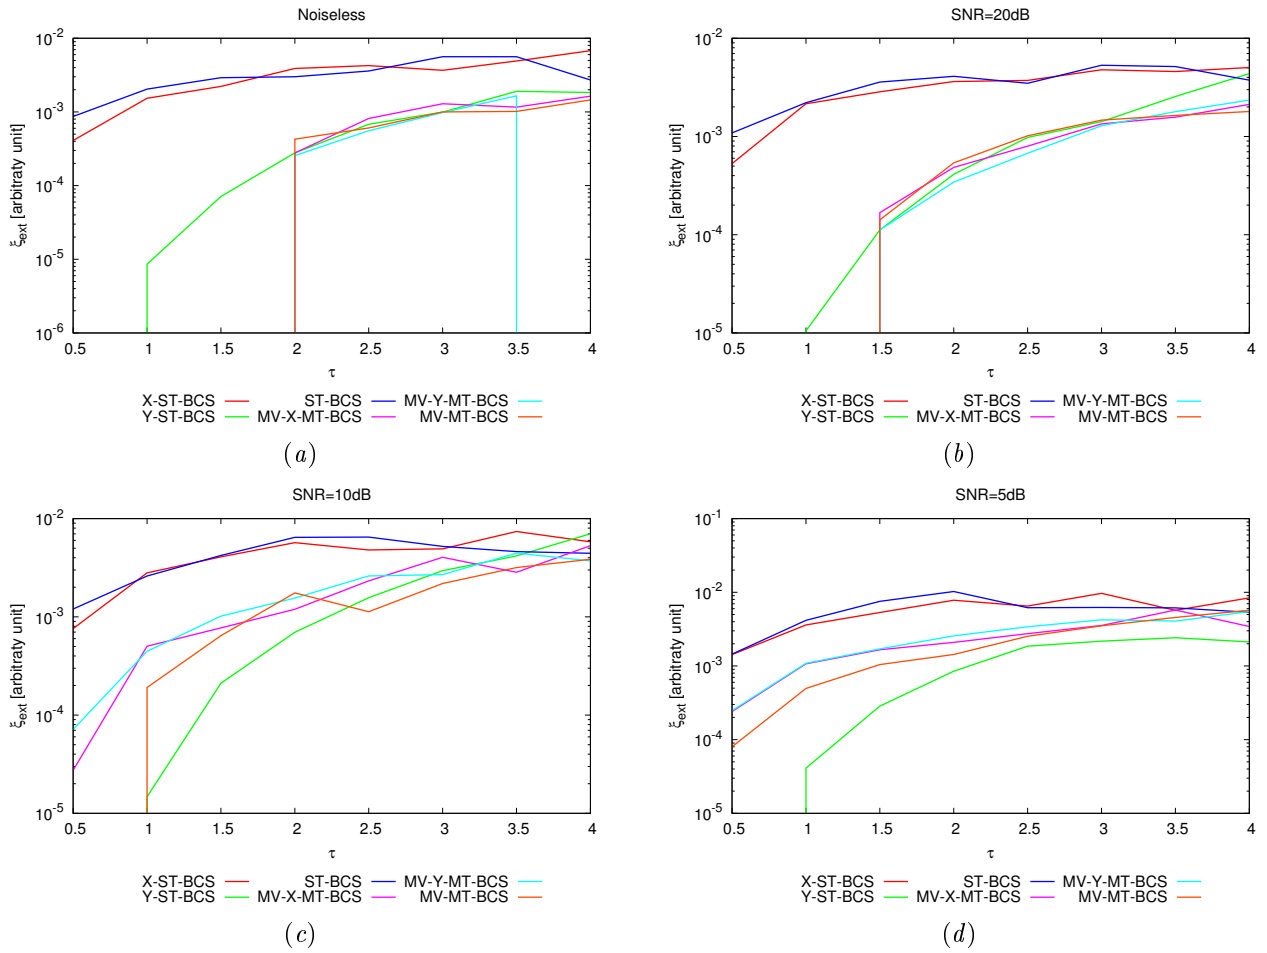 Noiseless
10-2
10-3
10-4
10-5
10-6
ξext [arbitraty unit]
0.5 1 1.5 2 2.5 3 3.5 4
τ
X-ST-BCS ST-BCS MV-Y-MT-BCS
Y-ST-BCS MV-X-MT-BCS MV-MT-BCS
(a)
SNR=20dB
10-2
10-3
10-4
10-5
ξext [arbitraty unit]
0.5 1 1.5 2 2.5 3 3.5 4
τ
X-ST-BCS ST-BCS MV-Y-MT-BCS
Y-ST-BCS MV-X-MT-BCS MV-MT-BCS
(b)
SNR=10dB
10-2
10-3
10-4
10-5
ξext [arbitraty unit]
0.5 1 1.5 2 2.5 3 3.5 4
τ
X-ST-BCS ST-BCS MV-Y-MT-BCS
Y-ST-BCS MV-X-MT-BCS MV-MT-BCS
(c)
SNR=5dB
10-1
10-2
10-3
10-4
10-5
ξext [arbitraty unit]
0.5 1 1.5 2 2.5 3 3.5 4
τ
X-ST-BCS ST-BCS MV-Y-MT-BCS
Y-ST-BCS MV-X-MT-BCS MV-MT-BCS
(d)